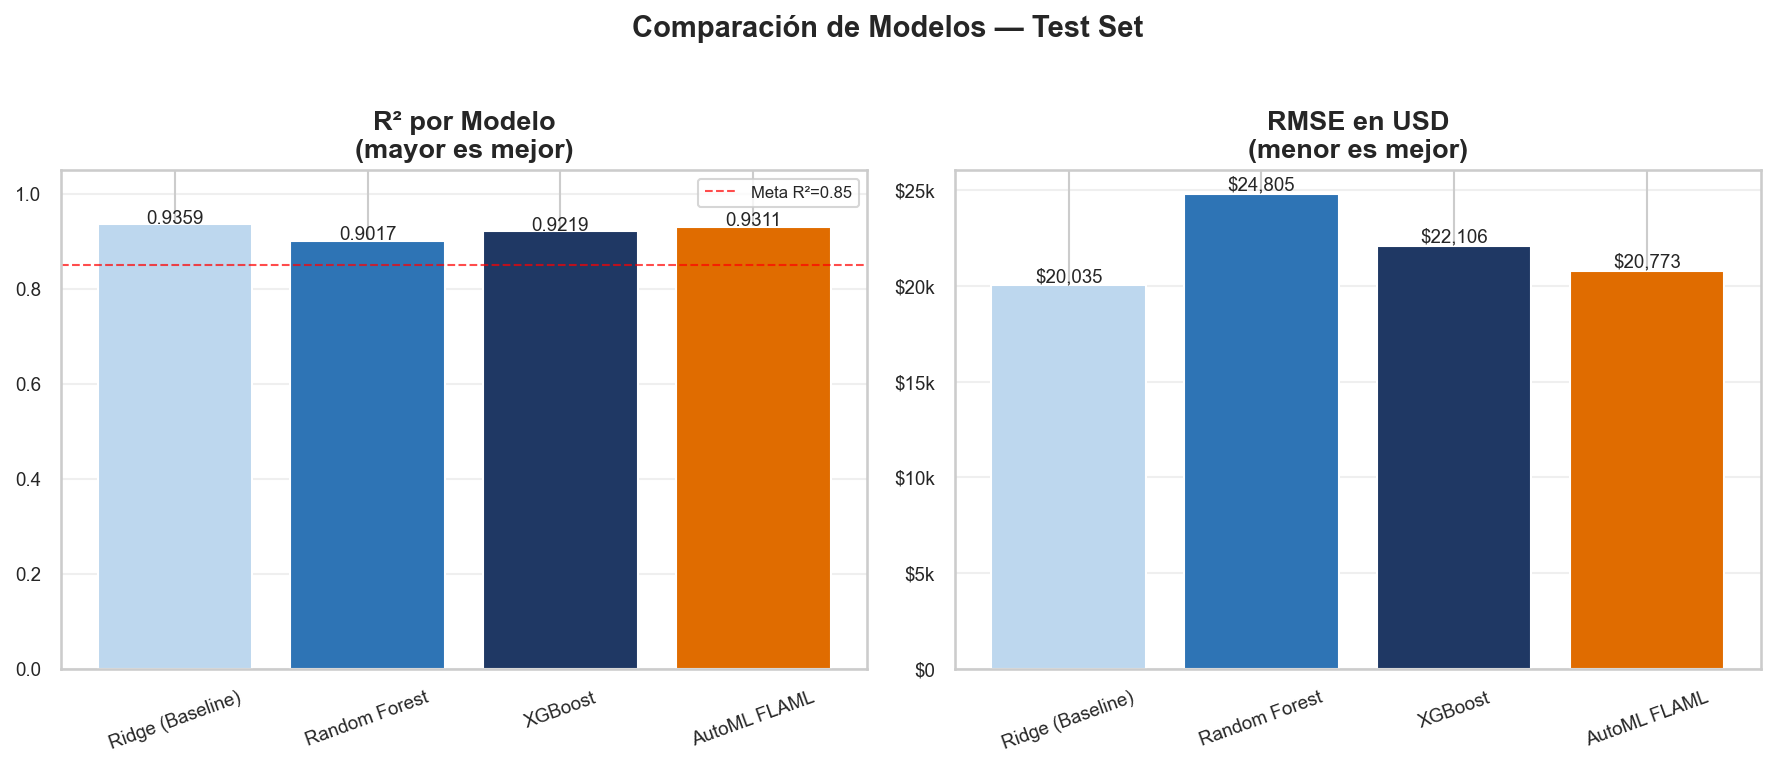 Comparación de Modelos — Test Set
R² por Modelo
(mayor es mejor)
Meta R²=0.85
1.0
0.8
0.6
0.4
0.2
0.0
0.9359
0.9017
0.9219
0.9311
Ridge (Baseline)
Random Forest
XGBoost
AutoML FLAML
RMSE en USD
(menor es mejor)
$25k
$20k
$15k
$10k
$5k
$0
$20,035
$24,805
$22,106
$20,773
Ridge (Baseline)
Random Forest
XGBoost
AutoML FLAML